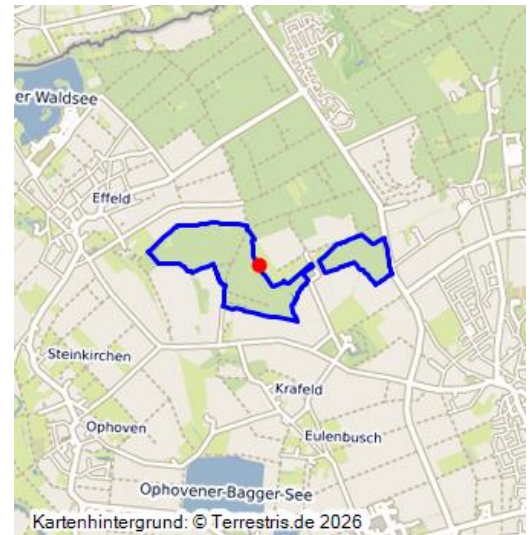 er Waldsee
Effeld
Steinkirchen
Krafeld
Ophoven
Eulenbusch
Ophovener-Bagger-See
Kartenhintergrund: © Terrestris.de 2026